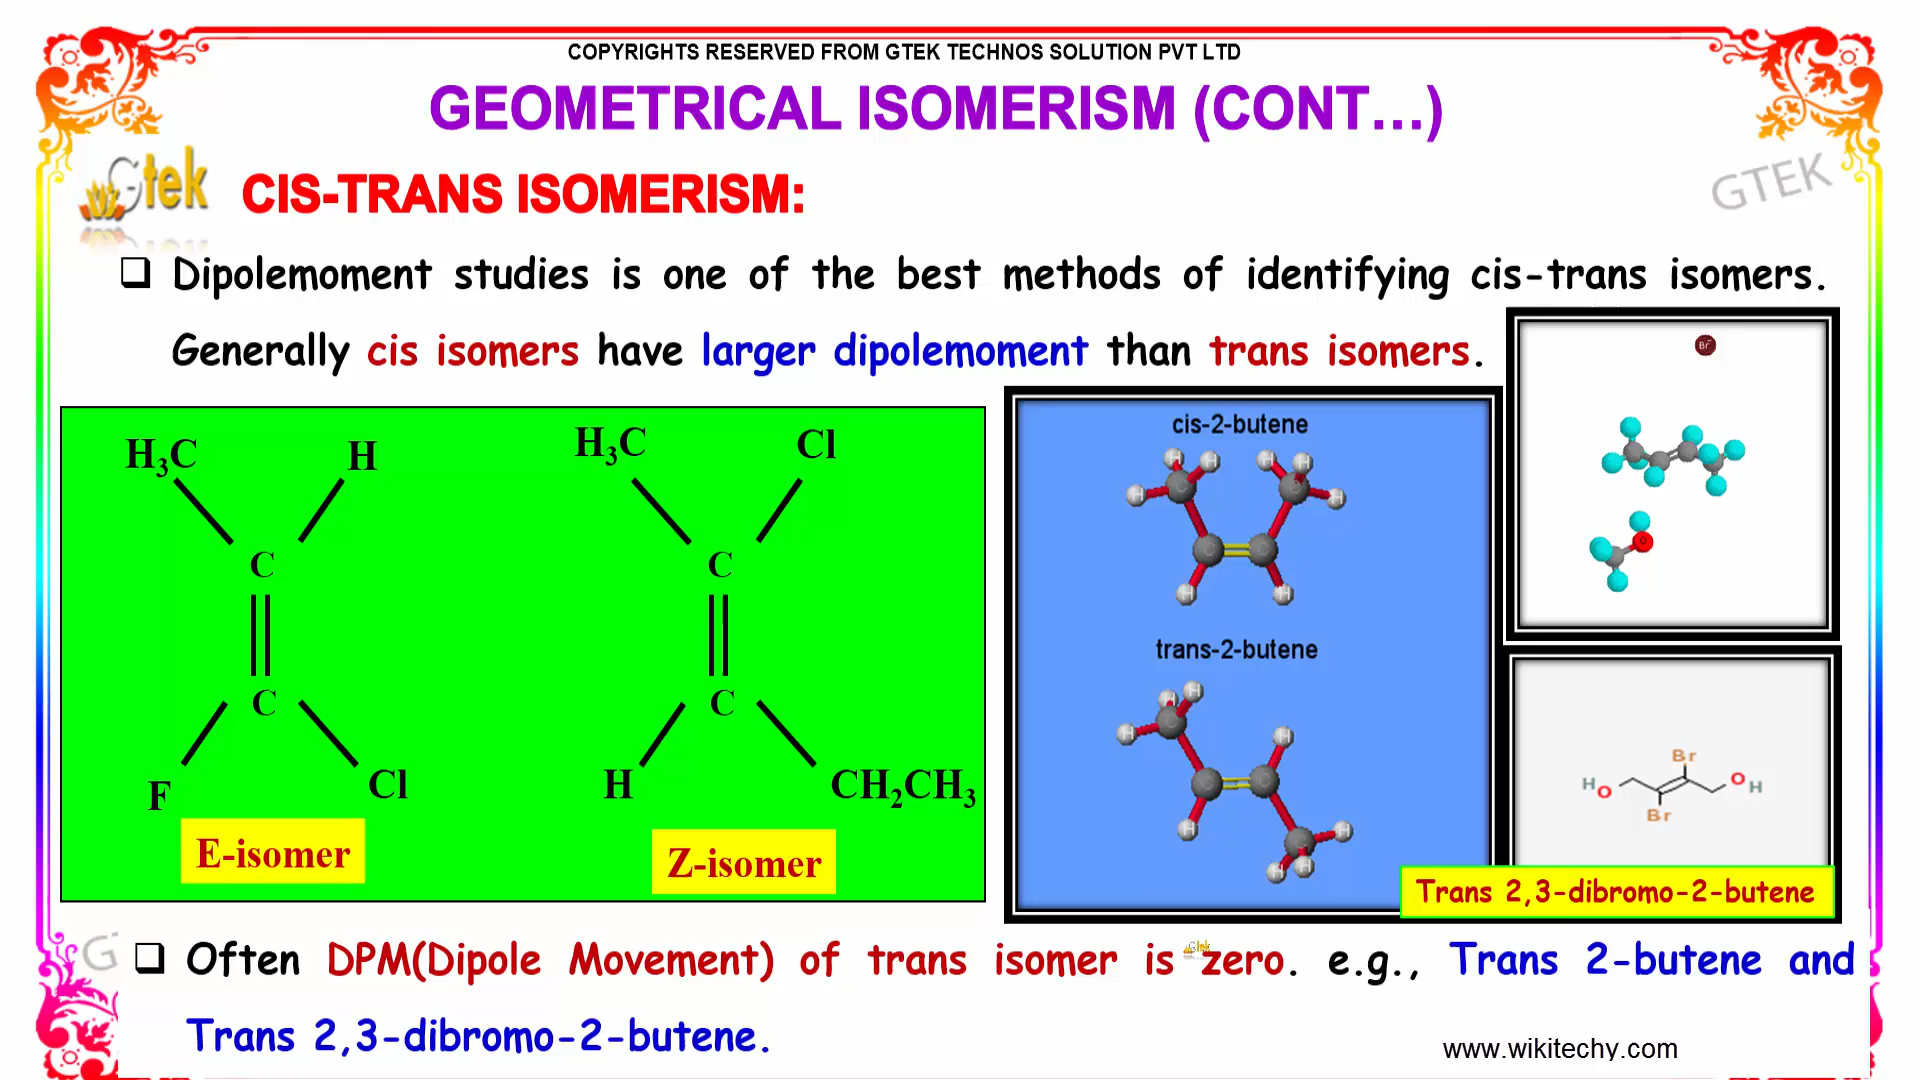 COPYRIGHTS RESERVED FROM GTEK TECHNOS SOLUTION PVT LTD
GEOMETRICAL ISOMERISM (CONT...)
Gtek
GTEK
CIS-TRANS ISOMERISM:
❑ Dipolemoment studies is one of the best methods of identifying cis-trans isomers.
Generally cis isomers have larger dipolemoment than trans isomers.
H₃C H
C
C
F Cl
E-isomer
H₃C Cl
C
C
H CH₂CH₃
Z-isomer
cis-2-butene
H H H H
H H
H H
trans-2-butene
H H
H H
H H
H H
Br⁻
O
Br
H O O H
Br
Trans 2,3-dibromo-2-butene
❑ Often DPM(Dipole Movement) of trans isomer is zero. e.g., Trans 2-butene and
Trans 2,3-dibromo-2-butene.
www.wikitechy.com